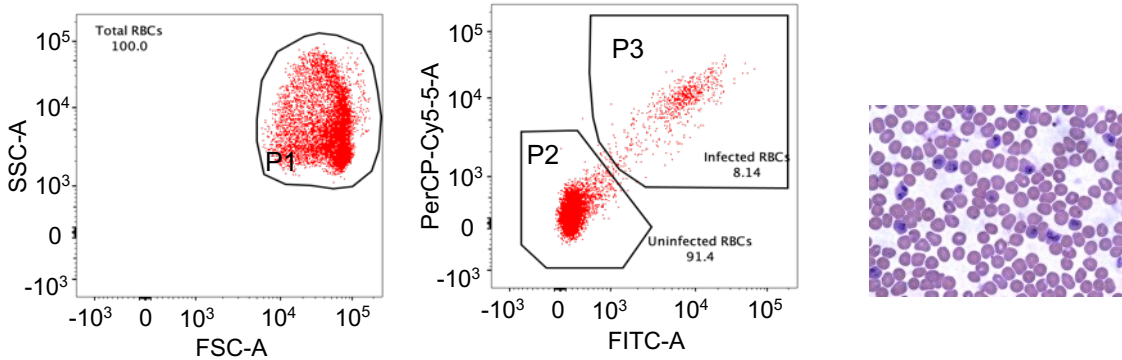 Total RBCs
100.0
P1
SSC-A
10⁵
10⁴
10³
0
-10³
-10³ 0 10³ 10⁴ 10⁵
FSC-A
P3
P2
Infected RBCs
8.14
Uninfected RBCs
91.4
PerCP-Cy5-5-A
10⁵
10⁴
10³
0
-10³
-10³ 0 10³ 10⁴ 10⁵
FITC-A